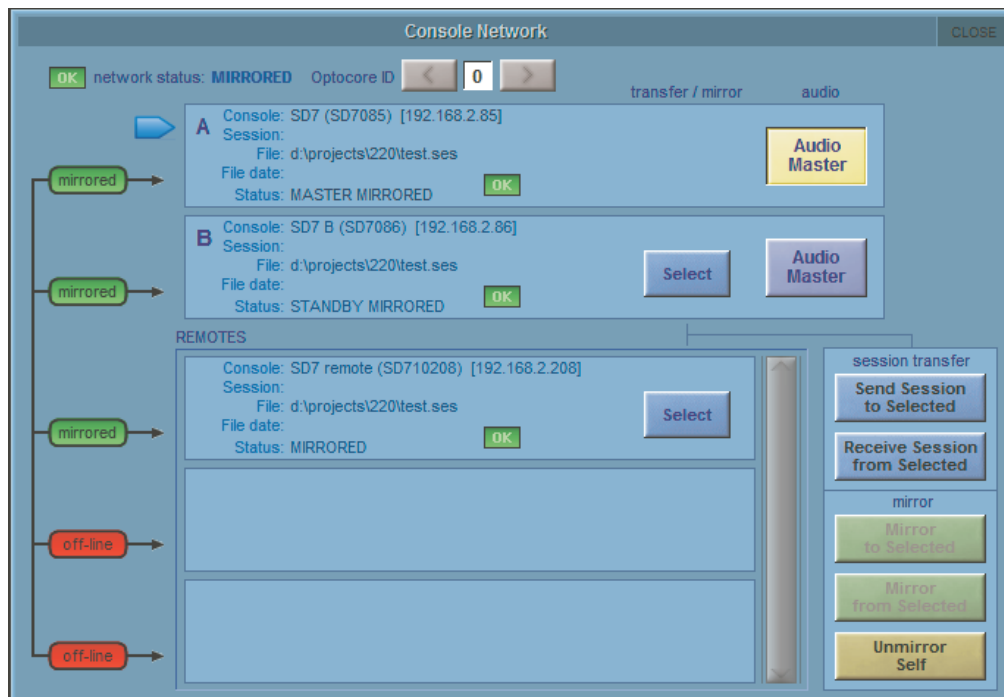 Console Network
CLOSE
OK network status: MIRRORED Optocore ID < 0 >
transfer / mirror audio
A Console: SD7 (SD7085) [192.168.2.85]
Session:
File: d:\projects\220\test.ses
File date:
Status: MASTER MIRRORED OK
Audio
Master
mirrored
B Console: SD7 B (SD7086) [192.168.2.86]
Session:
File: d:\projects\220\test.ses
File date:
Status: STANDBY MIRRORED OK
Select
Audio
Master
mirrored
REMOTES
Console: SD7 remote (SD710208) [192.168.2.208]
Session:
File: d:\projects\220\test.ses
File date:
Status: MIRRORED OK
Select
mirrored
off-line
off-line
session transfer
Send Session
to Selected
Receive Session
from Selected
mirror
Mirror
to Selected
Mirror
from Selected
Unmirror
Self